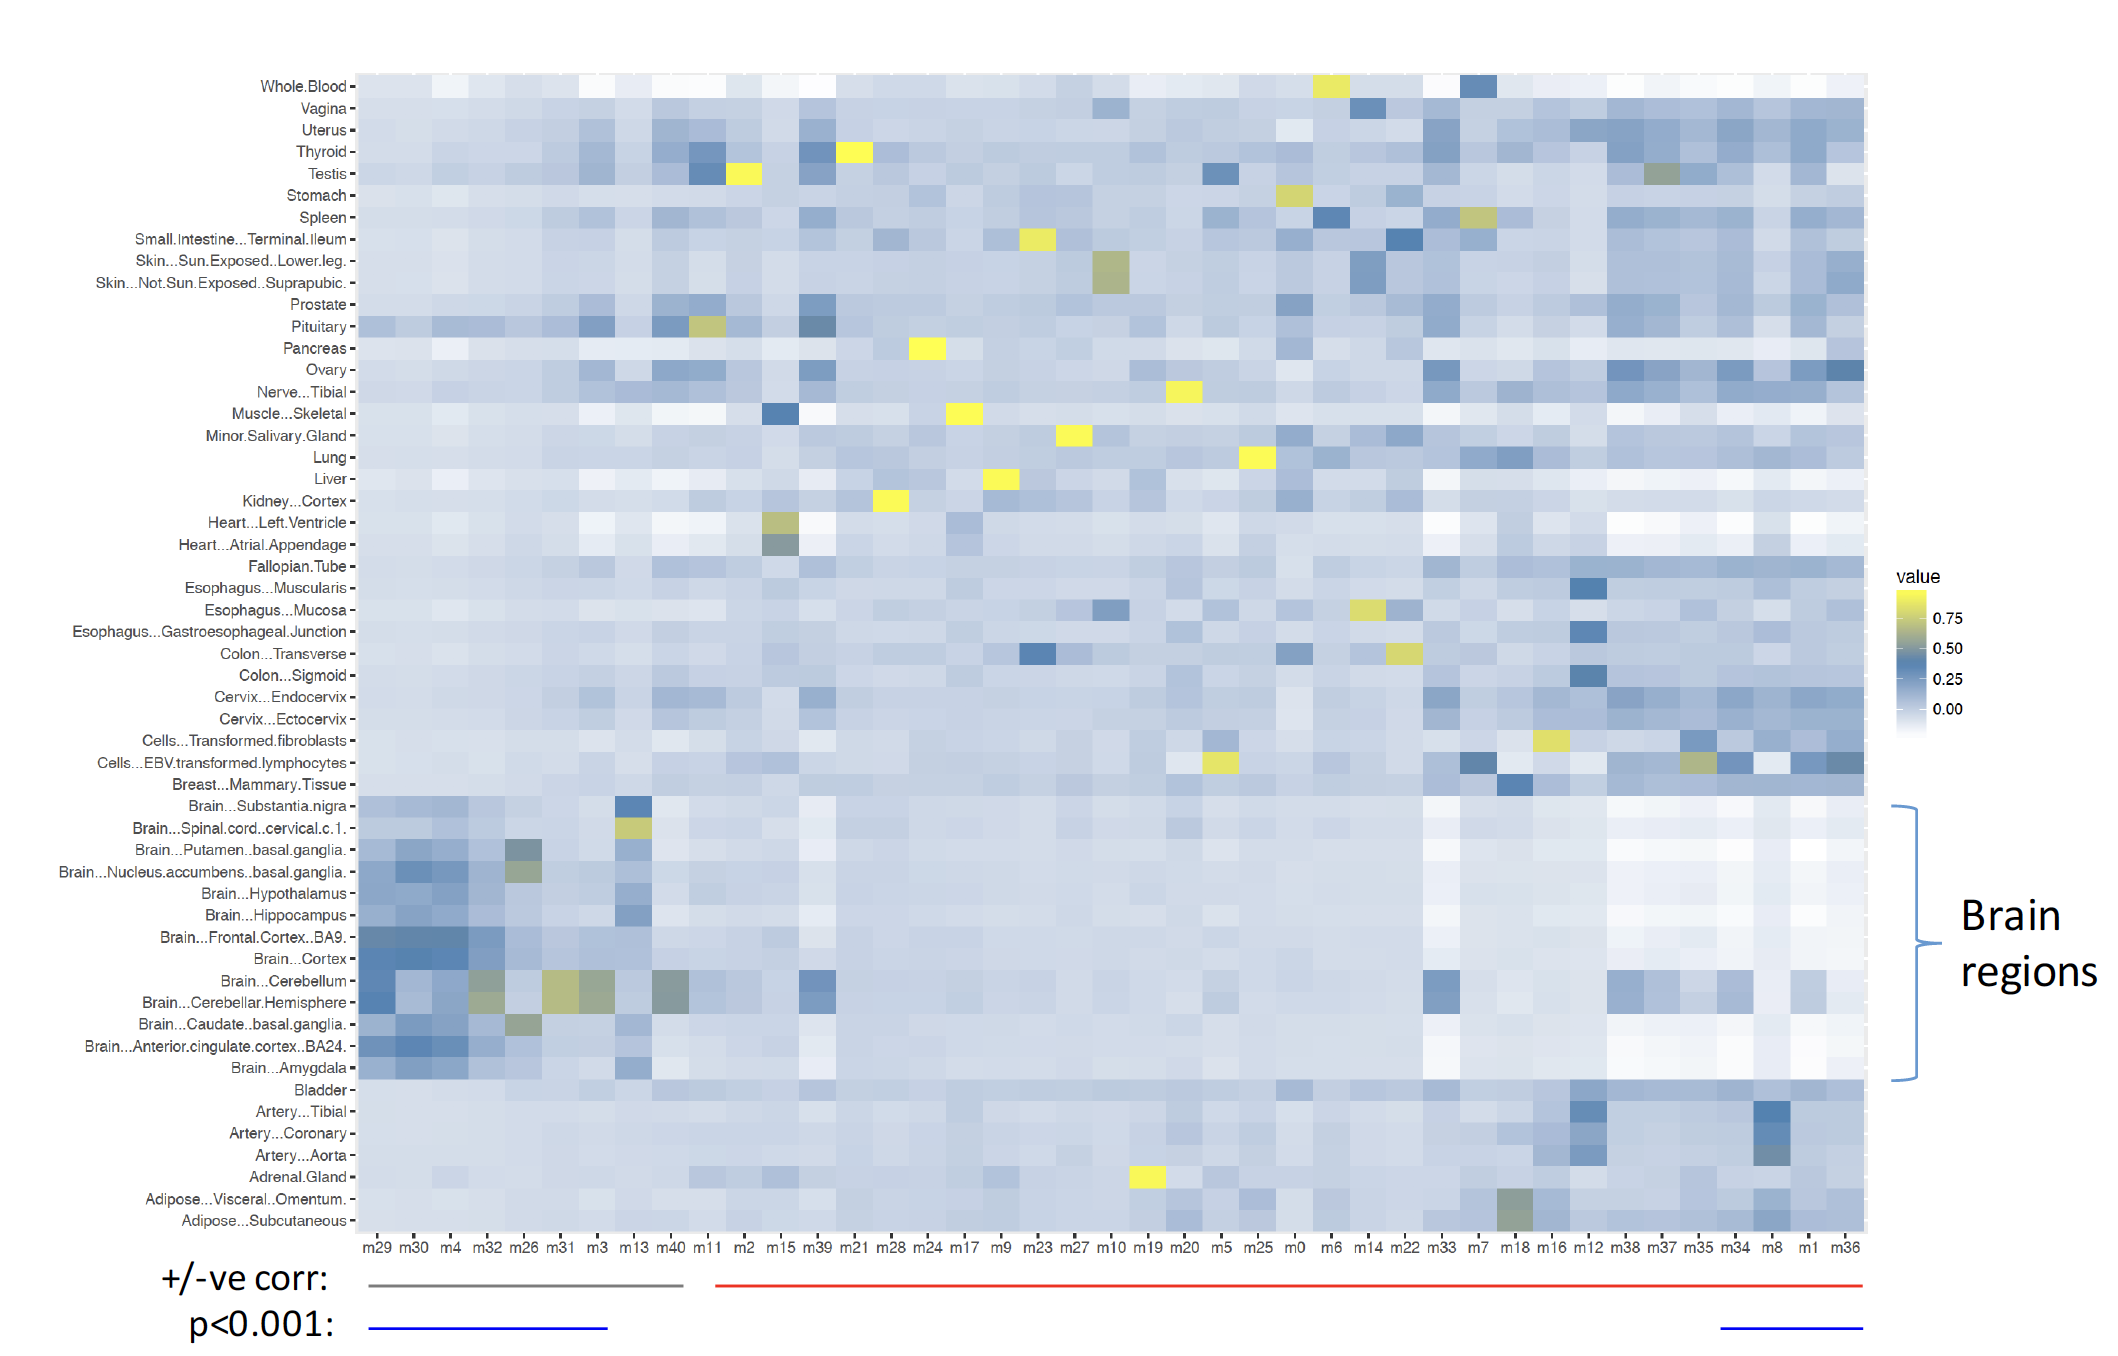 Whole.Blood
Vagina
Uterus
Thyroid
Testis
Stomach
Spleen
Small.Intestine...Terminal.Ileum
Skin...Sun.Exposed..Lower.leg.
Skin...Not.Sun.Exposed..Suprapubic.
Prostate
Pituitary
Pancreas
Ovary
Nerve...Tibial
Muscle...Skeletal
Minor.Salivary.Gland
Lung
Liver
Kidney...Cortex
Heart...Left.Ventricle
Heart...Atrial.Appendage
Fallopian.Tube
Esophagus...Muscularis
Esophagus...Mucosa
Esophagus...Gastroesophageal.Junction
Colon...Transverse
Colon...Sigmoid
Cervix...Endocervix
Cervix...Ectocervix
Cells...Transformed.fibroblasts
Cells...EBV.transformed.lymphocytes
Breast...Mammary.Tissue
Brain...Substantia.nigra
Brain...Spinal.cord..cervical.c.1.
Brain...Putamen..basal.ganglia.
Brain...Nucleus.accumbens..basal.ganglia.
Brain...Hypothalamus
Brain...Hippocampus
Brain...Frontal.Cortex..BA9.
Brain...Cortex
Brain...Cerebellum
Brain...Cerebellar.Hemisphere
Brain...Caudate..basal.ganglia.
Brain...Anterior.cingulate.cortex..BA24.
Brain...Amygdala
Bladder
Artery...Tibial
Artery...Coronary
Artery...Aorta
Adrenal.Gland
Adipose...Visceral..Omentum.
Adipose...Subcutaneous
m29 m30 m4 m32 m26 m31 m3 m13 m40 m11 m2 m15 m39 m21 m28 m24 m17 m9 m23 m27 m10 m19 m20 m5 m25 m0 m6 m14 m22 m33 m7 m18 m16 m12 m38 m37 m35 m34 m8 m1 m36
+/-ve corr:
p<0.001:
value
0.75
0.50
0.25
0.00
Brain
regions